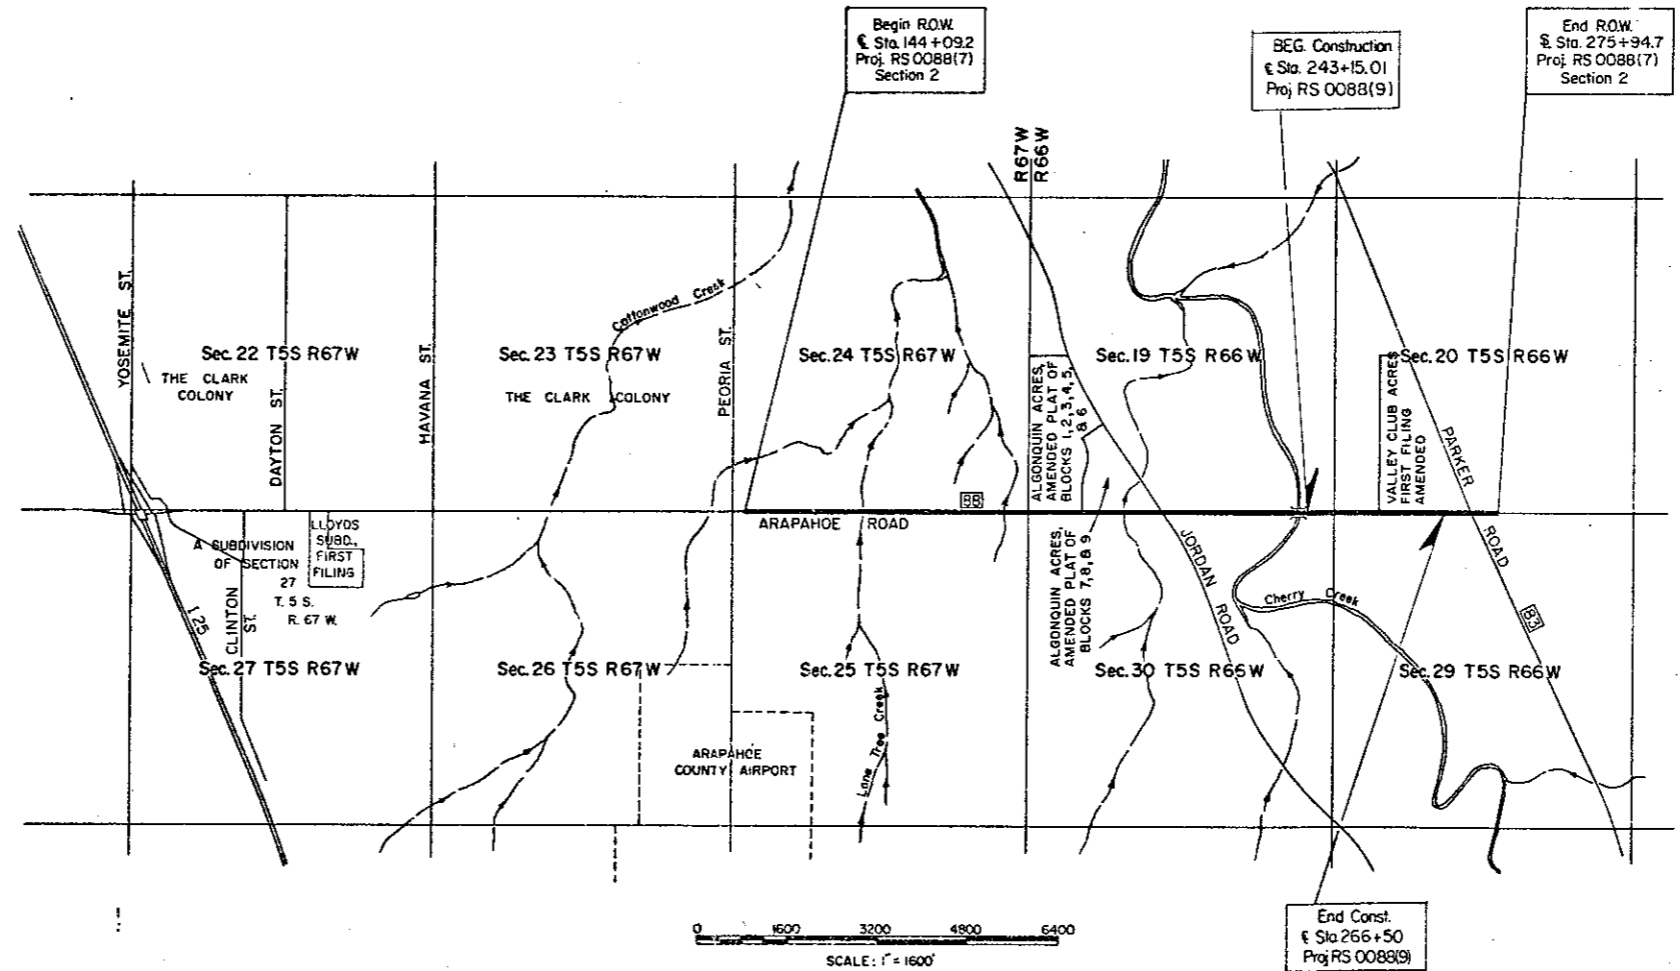 Begin R.O.W.
℄ Sta. 144+09.2
Proj. RS 0088(7)
Section 2
BEG. Construction
℄ Sta. 243+15.01
Proj RS 0088(9)
End R.O.W.
℄ Sta. 275+94.7
Proj. RS 0088(7)
Section 2
R67W
R66W
YOSEMITE ST.
Sec. 22 T5S R67W
THE CLARK
COLONY
DAYTON ST.
HAVANA ST.
Cottonwood Creek
Sec. 23 T5S R67W
THE CLARK COLONY
PEORIA ST.
Sec. 24 T5S R67W
ALGONQUIN ACRES,
AMENDED PLAT OF
BLOCKS 1,2,3,4,5,
& 6
Sec. 19 T5S R66W
VALLEY CLUB ACRES
FIRST FILING
AMENDED
Sec. 20 T5S R66W
PARKER
ROAD
88
ARAPAHOE ROAD
A SUBDIVISION
OF SECTION
27
T. 5 S.
R. 67 W.
LLOYDS
SUBD.,
FIRST
FILING
I 25
CLINTON
ST.
ALGONQUIN ACRES,
AMENDED PLAT OF
BLOCKS 7,8,&9
JORDAN
ROAD
Cherry Creek
83
Sec. 27 T5S R67W
Sec. 26 T5S R67W
Sec. 25 T5S R67W
Sec. 30 T5S R66W
Sec. 29 T5S R66W
ARAPAHOE
COUNTY AIRPORT
Lane Tree Creek
0 1600 3200 4800 6400
SCALE: 1" = 1600'
End Const.
℄ Sta 266+50
Proj RS 0088(9)